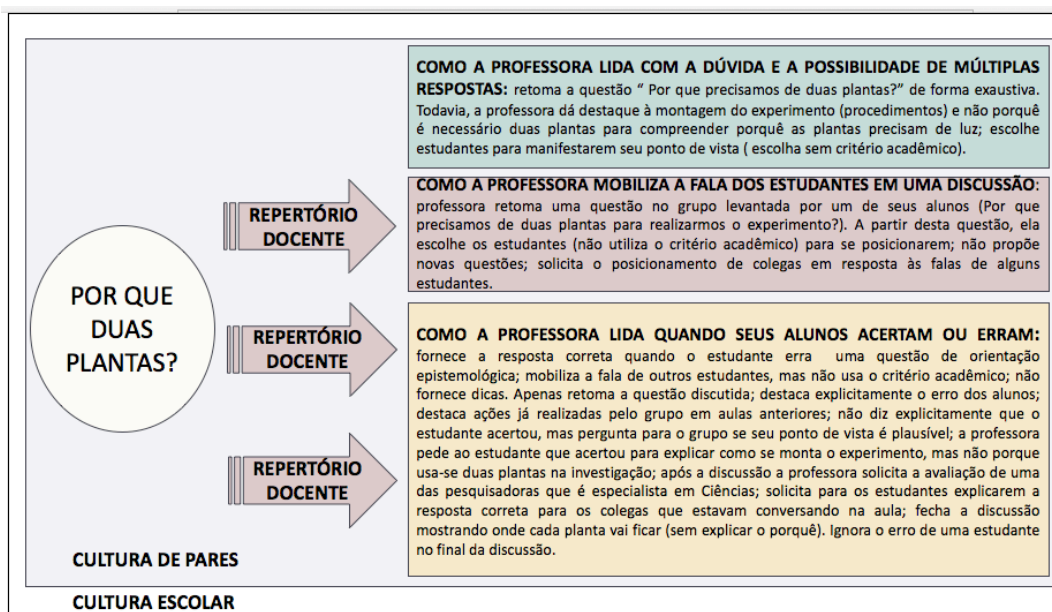 COMO A PROFESSORA LIDA COM A DÚVIDA E A POSSIBILIDADE DE MÚLTIPLAS
RESPOSTAS: retoma a questão “ Por que precisamos de duas plantas?” de forma exaustiva.
Todavia, a professora dá destaque à montagem do experimento (procedimentos) e não porquê
é necessário duas plantas para compreender porquê as plantas precisam de luz; escolhe
estudantes para manifestarem seu ponto de vista ( escolha sem critério acadêmico).
COMO A PROFESSORA MOBILIZA A FALA DOS ESTUDANTES EM UMA DISCUSSÃO:
professora retoma uma questão no grupo levantada por um de seus alunos (Por que
precisamos de duas plantas para realizarmos o experimento?). A partir desta questão, ela
escolhe os estudantes (não utiliza o critério acadêmico) para se posicionarem; não propõe
novas questões; solicita o posicionamento de colegas em resposta às falas de alguns
estudantes.
COMO A PROFESSORA LIDA QUANDO SEUS ALUNOS ACERTAM OU ERRAM:
fornece a resposta correta quando o estudante erra uma questão de orientação
epistemológica; mobiliza a fala de outros estudantes, mas não usa o critério acadêmico; não
fornece dicas. Apenas retoma a questão discutida; destaca explicitamente o erro dos alunos;
destaca ações já realizadas pelo grupo em aulas anteriores; não diz explicitamente que o
estudante acertou, mas pergunta para o grupo se seu ponto de vista é plausível; a professora
pede ao estudante que acertou para explicar como se monta o experimento, mas não porque
usa-se duas plantas na investigação; após a discussão a professora solicita a avaliação de uma
das pesquisadoras que é especialista em Ciências; solicita para os estudantes explicarem a
resposta correta para os colegas que estavam conversando na aula; fecha a discussão
mostrando onde cada planta vai ficar (sem explicar o porquê). Ignora o erro de uma estudante
no final da discussão.
REPERTÓRIO
DOCENTE
REPERTÓRIO
DOCENTE
REPERTÓRIO
DOCENTE
POR QUE
DUAS
PLANTAS?
CULTURA DE PARES
CULTURA ESCOLAR